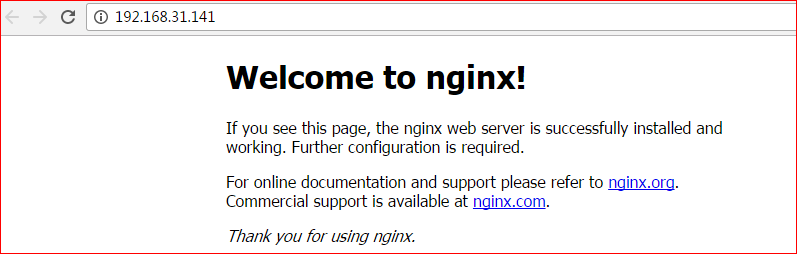 192.168.31.141
Welcome to nginx!
If you see this page, the nginx web server is successfully installed and
working. Further configuration is required.
For online documentation and support please refer to nginx.org.
Commercial support is available at nginx.com.
Thank you for using nginx.